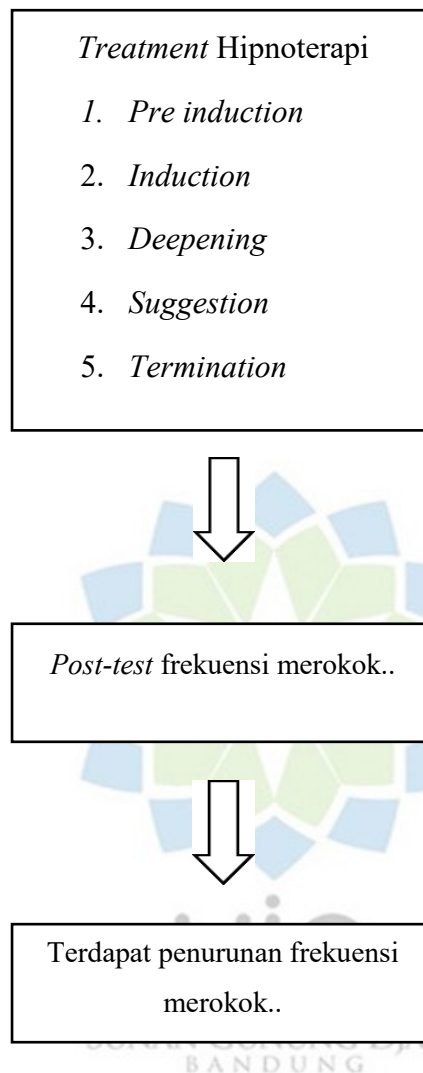 Treatment Hipnoterapi
1. Pre induction
2. Induction
3. Deepening
4. Suggestion
5. Termination
Post-test frekuensi merokok..
Terdapat penurunan frekuensi
merokok..
BANDUNG